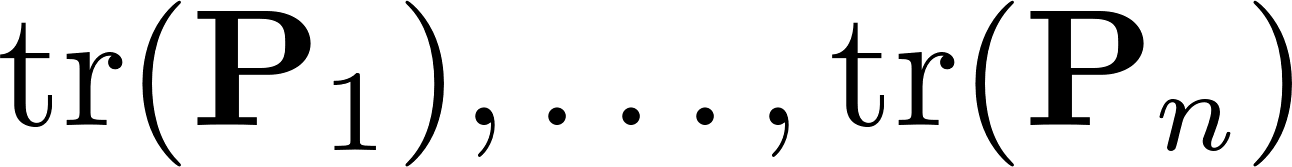 tr(𝐏₁), . . . , tr(𝐏ₙ)